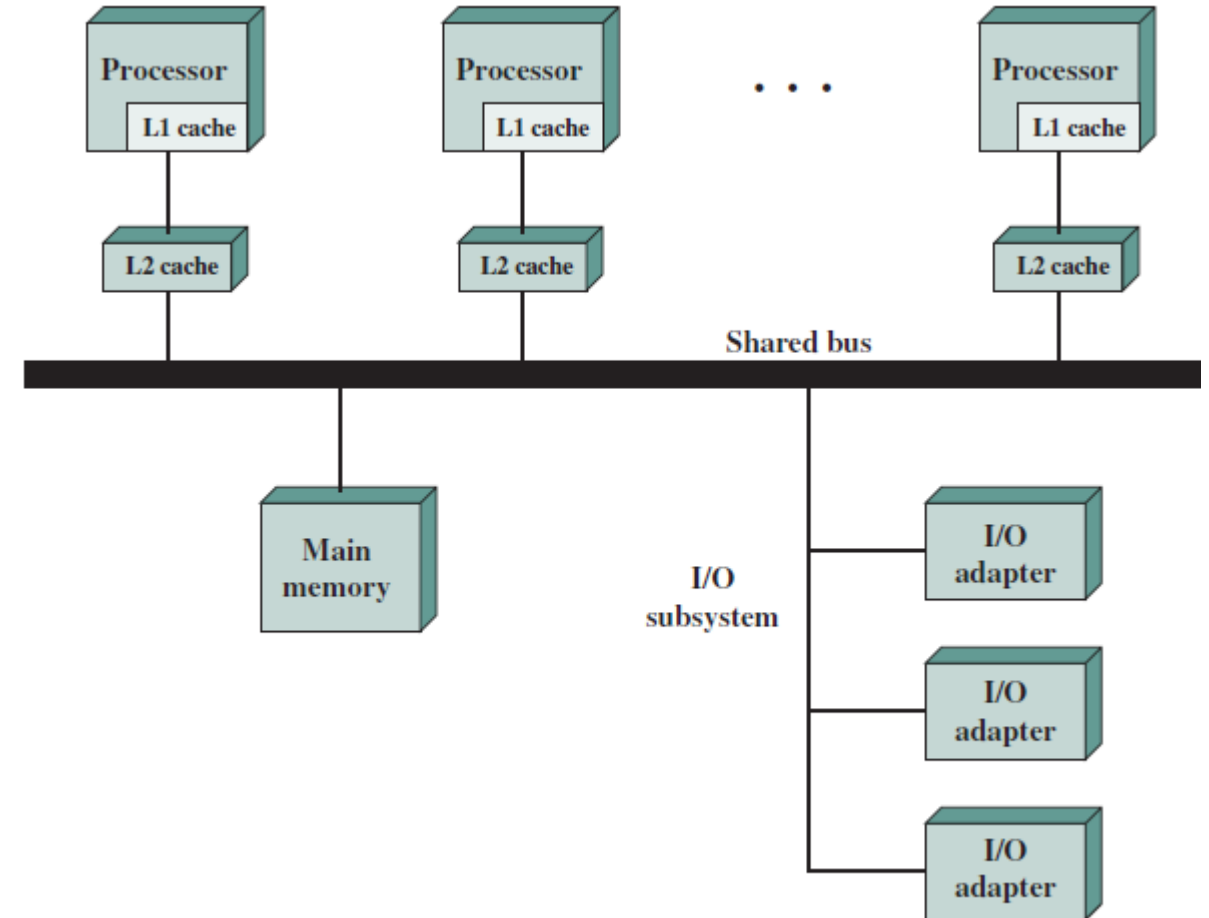 Processor
L1 cache
Processor
L1 cache
. . .
Processor
L1 cache
L2 cache
L2 cache
L2 cache
Shared bus
Main
memory
I/O
subsystem
I/O
adapter
I/O
adapter
I/O
adapter